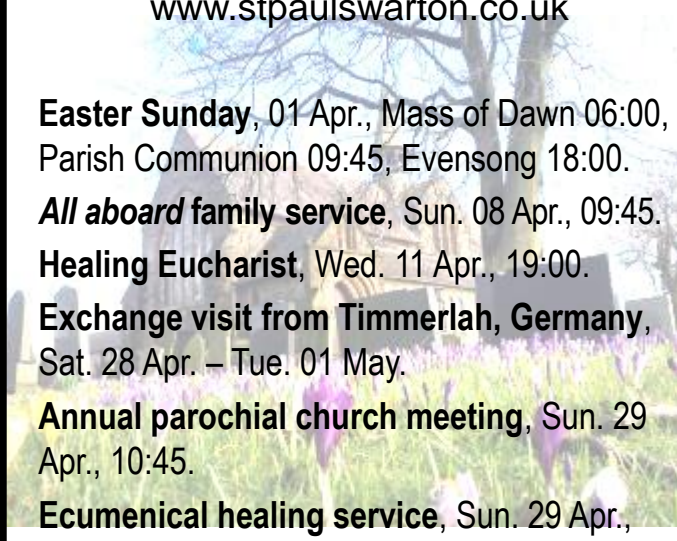 www.stpaulswarton.co.uk
Easter Sunday, 01 Apr., Mass of Dawn 06:00,
Parish Communion 09:45, Evensong 18:00.
All aboard family service, Sun. 08 Apr., 09:45.
Healing Eucharist, Wed. 11 Apr., 19:00.
Exchange visit from Timmerlah, Germany,
Sat. 28 Apr. – Tue. 01 May.
Annual parochial church meeting, Sun. 29
Apr., 10:45.
Ecumenical healing service, Sun. 29 Apr.,